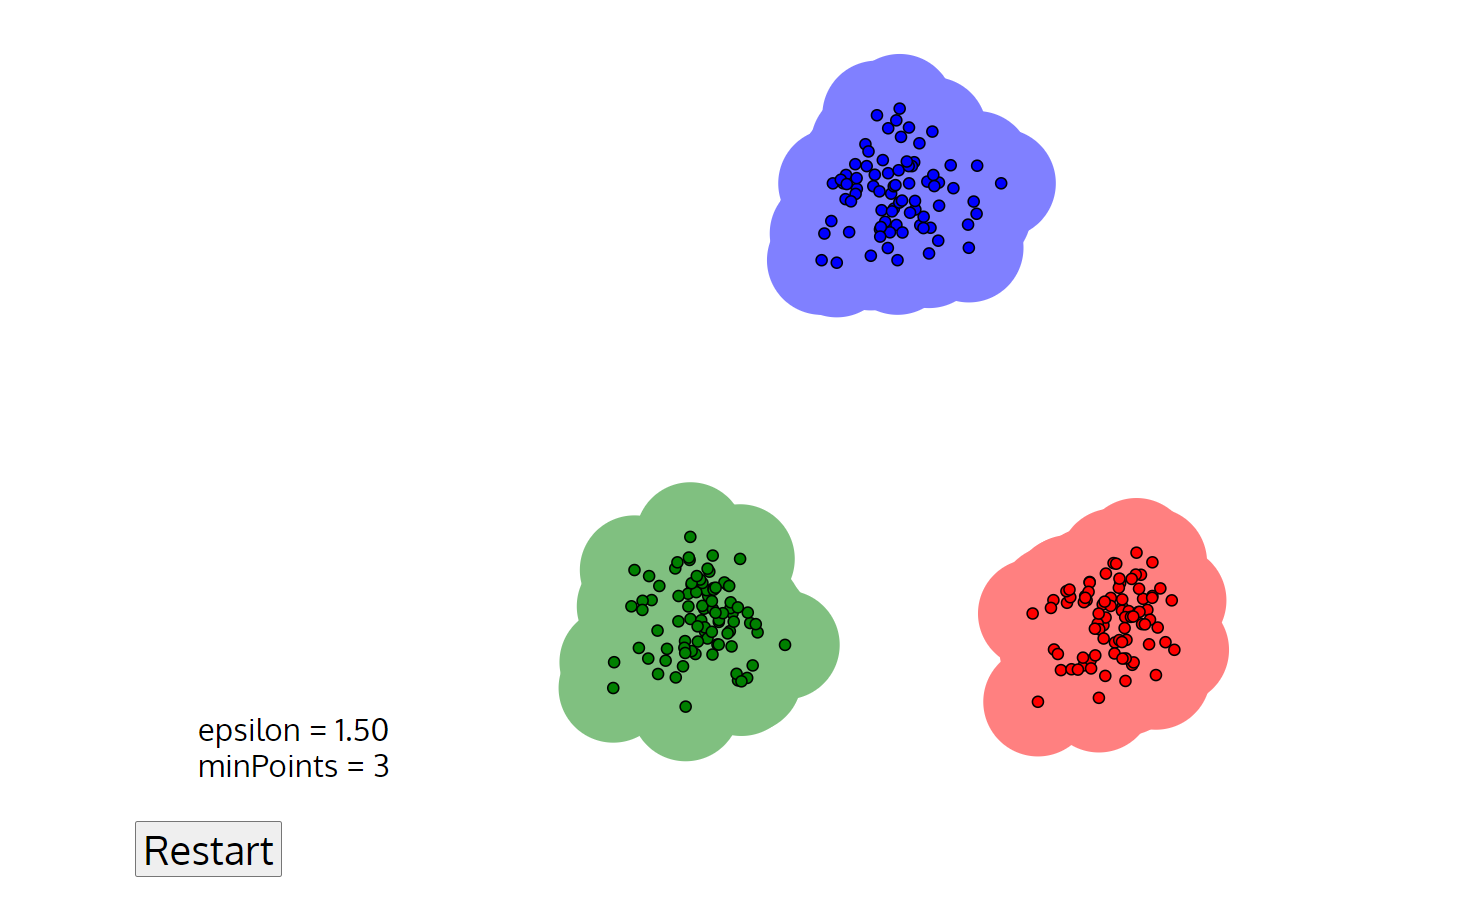 epsilon = 1.50
minPoints = 3
Restart